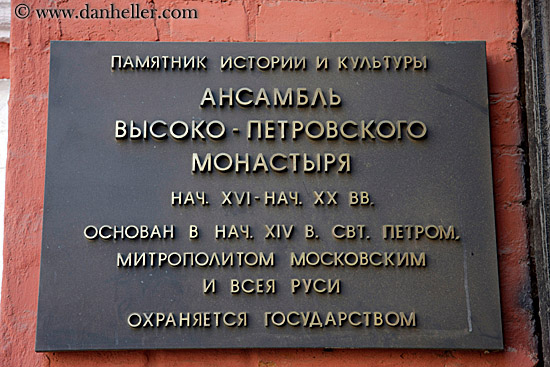 © www.danheller.com
ПАМЯТНИК ИСТОРИИ И КУЛЬТУРЫ
АНСАМБЛЬ
ВЫСОКО - ПЕТРОВСКОГО
МОНАСТЫРЯ
НАЧ. XVI - НАЧ. XX ВВ.
ОСНОВАН В НАЧ. XIV В. СВТ. ПЕТРОМ,
МИТРОПОЛИТОМ МОСКОВСКИМ
И ВСЕЯ РУСИ
ОХРАНЯЕТСЯ ГОСУДАРСТВОМ